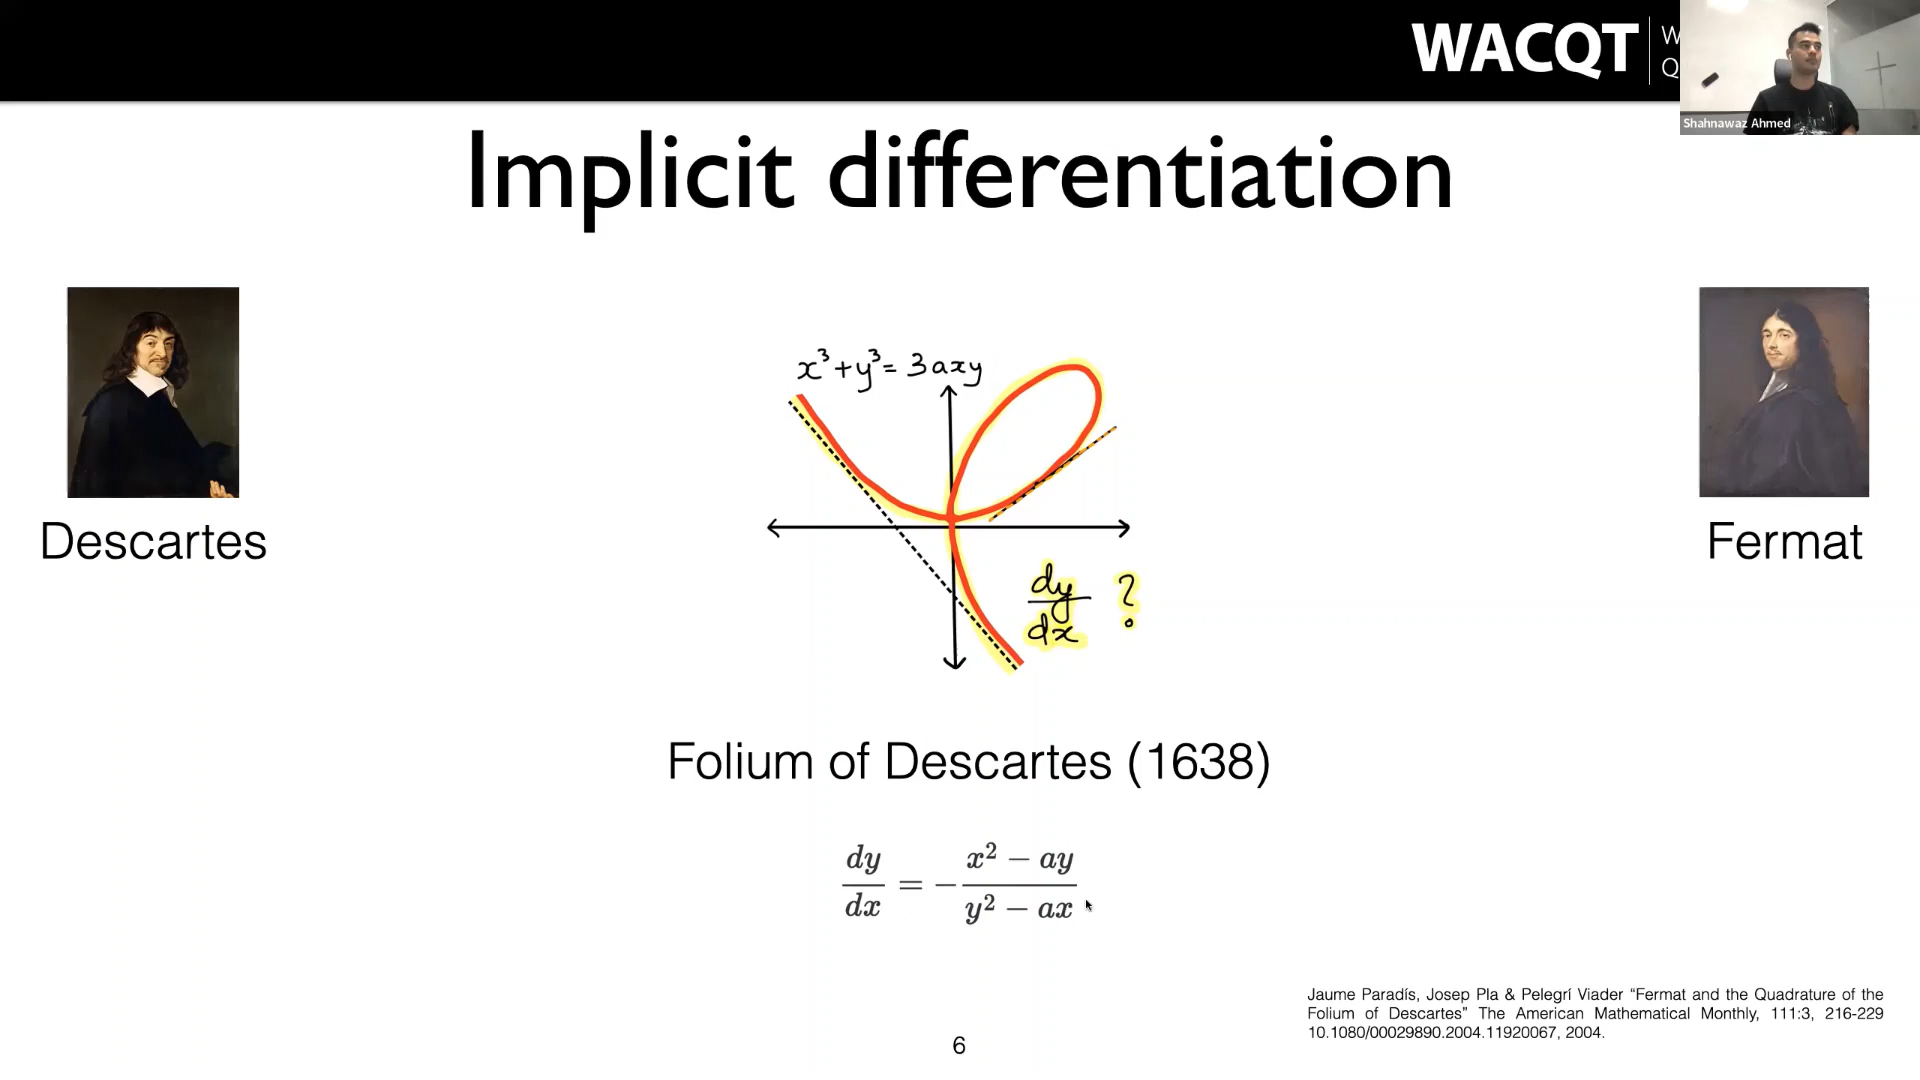 WACQT
W
Q
Shahnawaz Ahmed
Implicit differentiation
x³+y³= 3axy
Descartes
Fermat
dy/dx ?
Folium of Descartes (1638)
dy/dx = − (x² − ay)/(y² − ax)
Jaume Paradís, Josep Pla & Pelegrí Viader “Fermat and the Quadrature of the
Folium of Descartes” The American Mathematical Monthly, 111:3, 216-229
10.1080/00029890.2004.11920067, 2004.
6